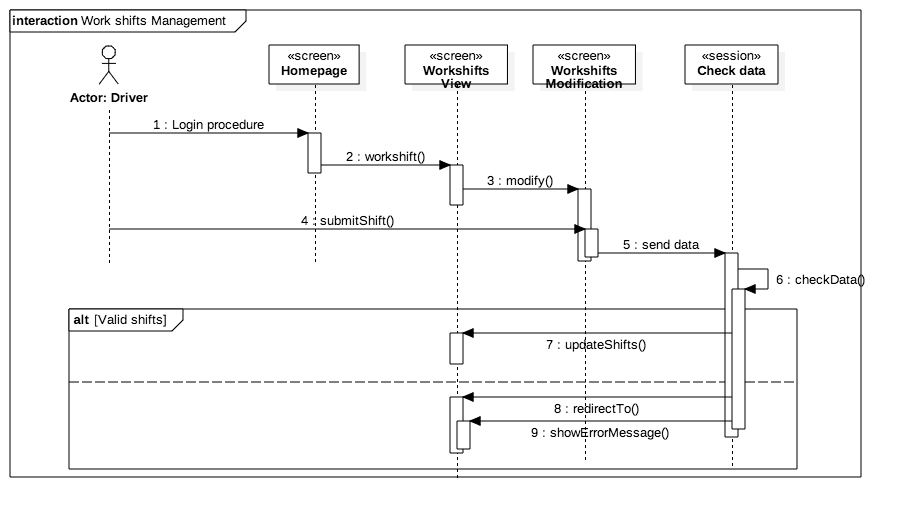 interaction Work shifts Management
Actor: Driver
«screen»
Homepage
«screen»
Workshifts
View
«screen»
Workshifts
Modification
«session»
Check data
1 : Login procedure
2 : workshift()
3 : modify()
4 : submitShift()
5 : send data
6 : checkData()
alt [Valid shifts]
7 : updateShifts()
8 : redirectTo()
9 : showErrorMessage()